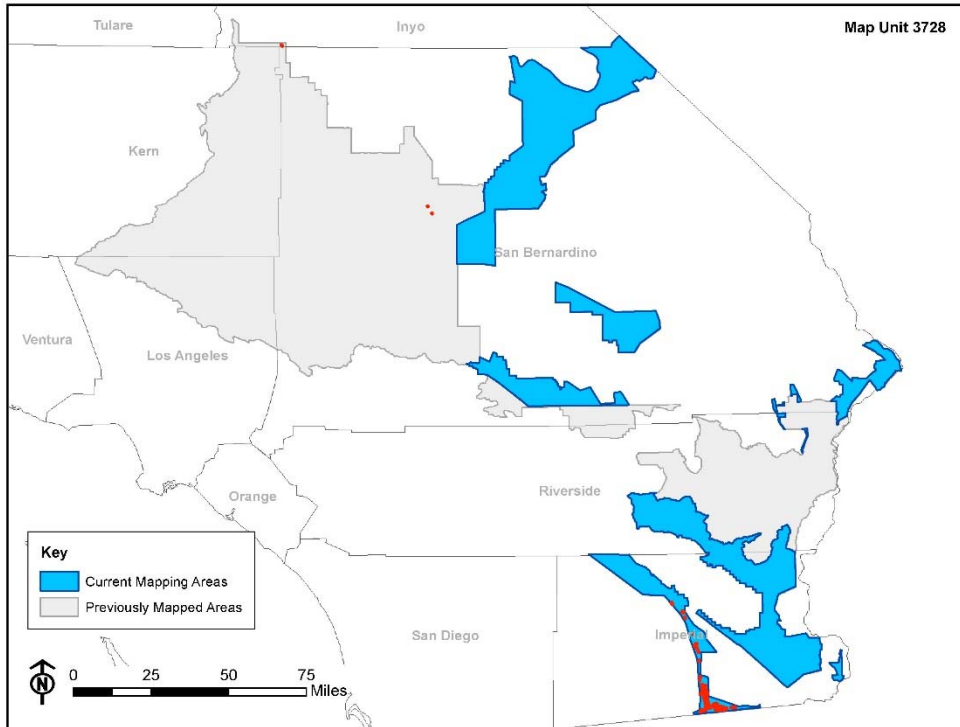 Tulare
Inyo
Map Unit 3728
Kern
San Bernardino
Ventura
Los Angeles
Orange
Riverside
Key
Current Mapping Areas
Previously Mapped Areas
San Diego
Imperial
N
0 25 50 75
Miles